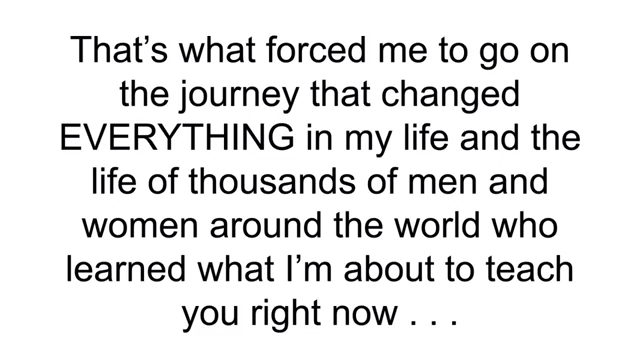 That’s what forced me to go on
the journey that changed
EVERYTHING in my life and the
life of thousands of men and
women around the world who
learned what I’m about to teach
you right now . . .